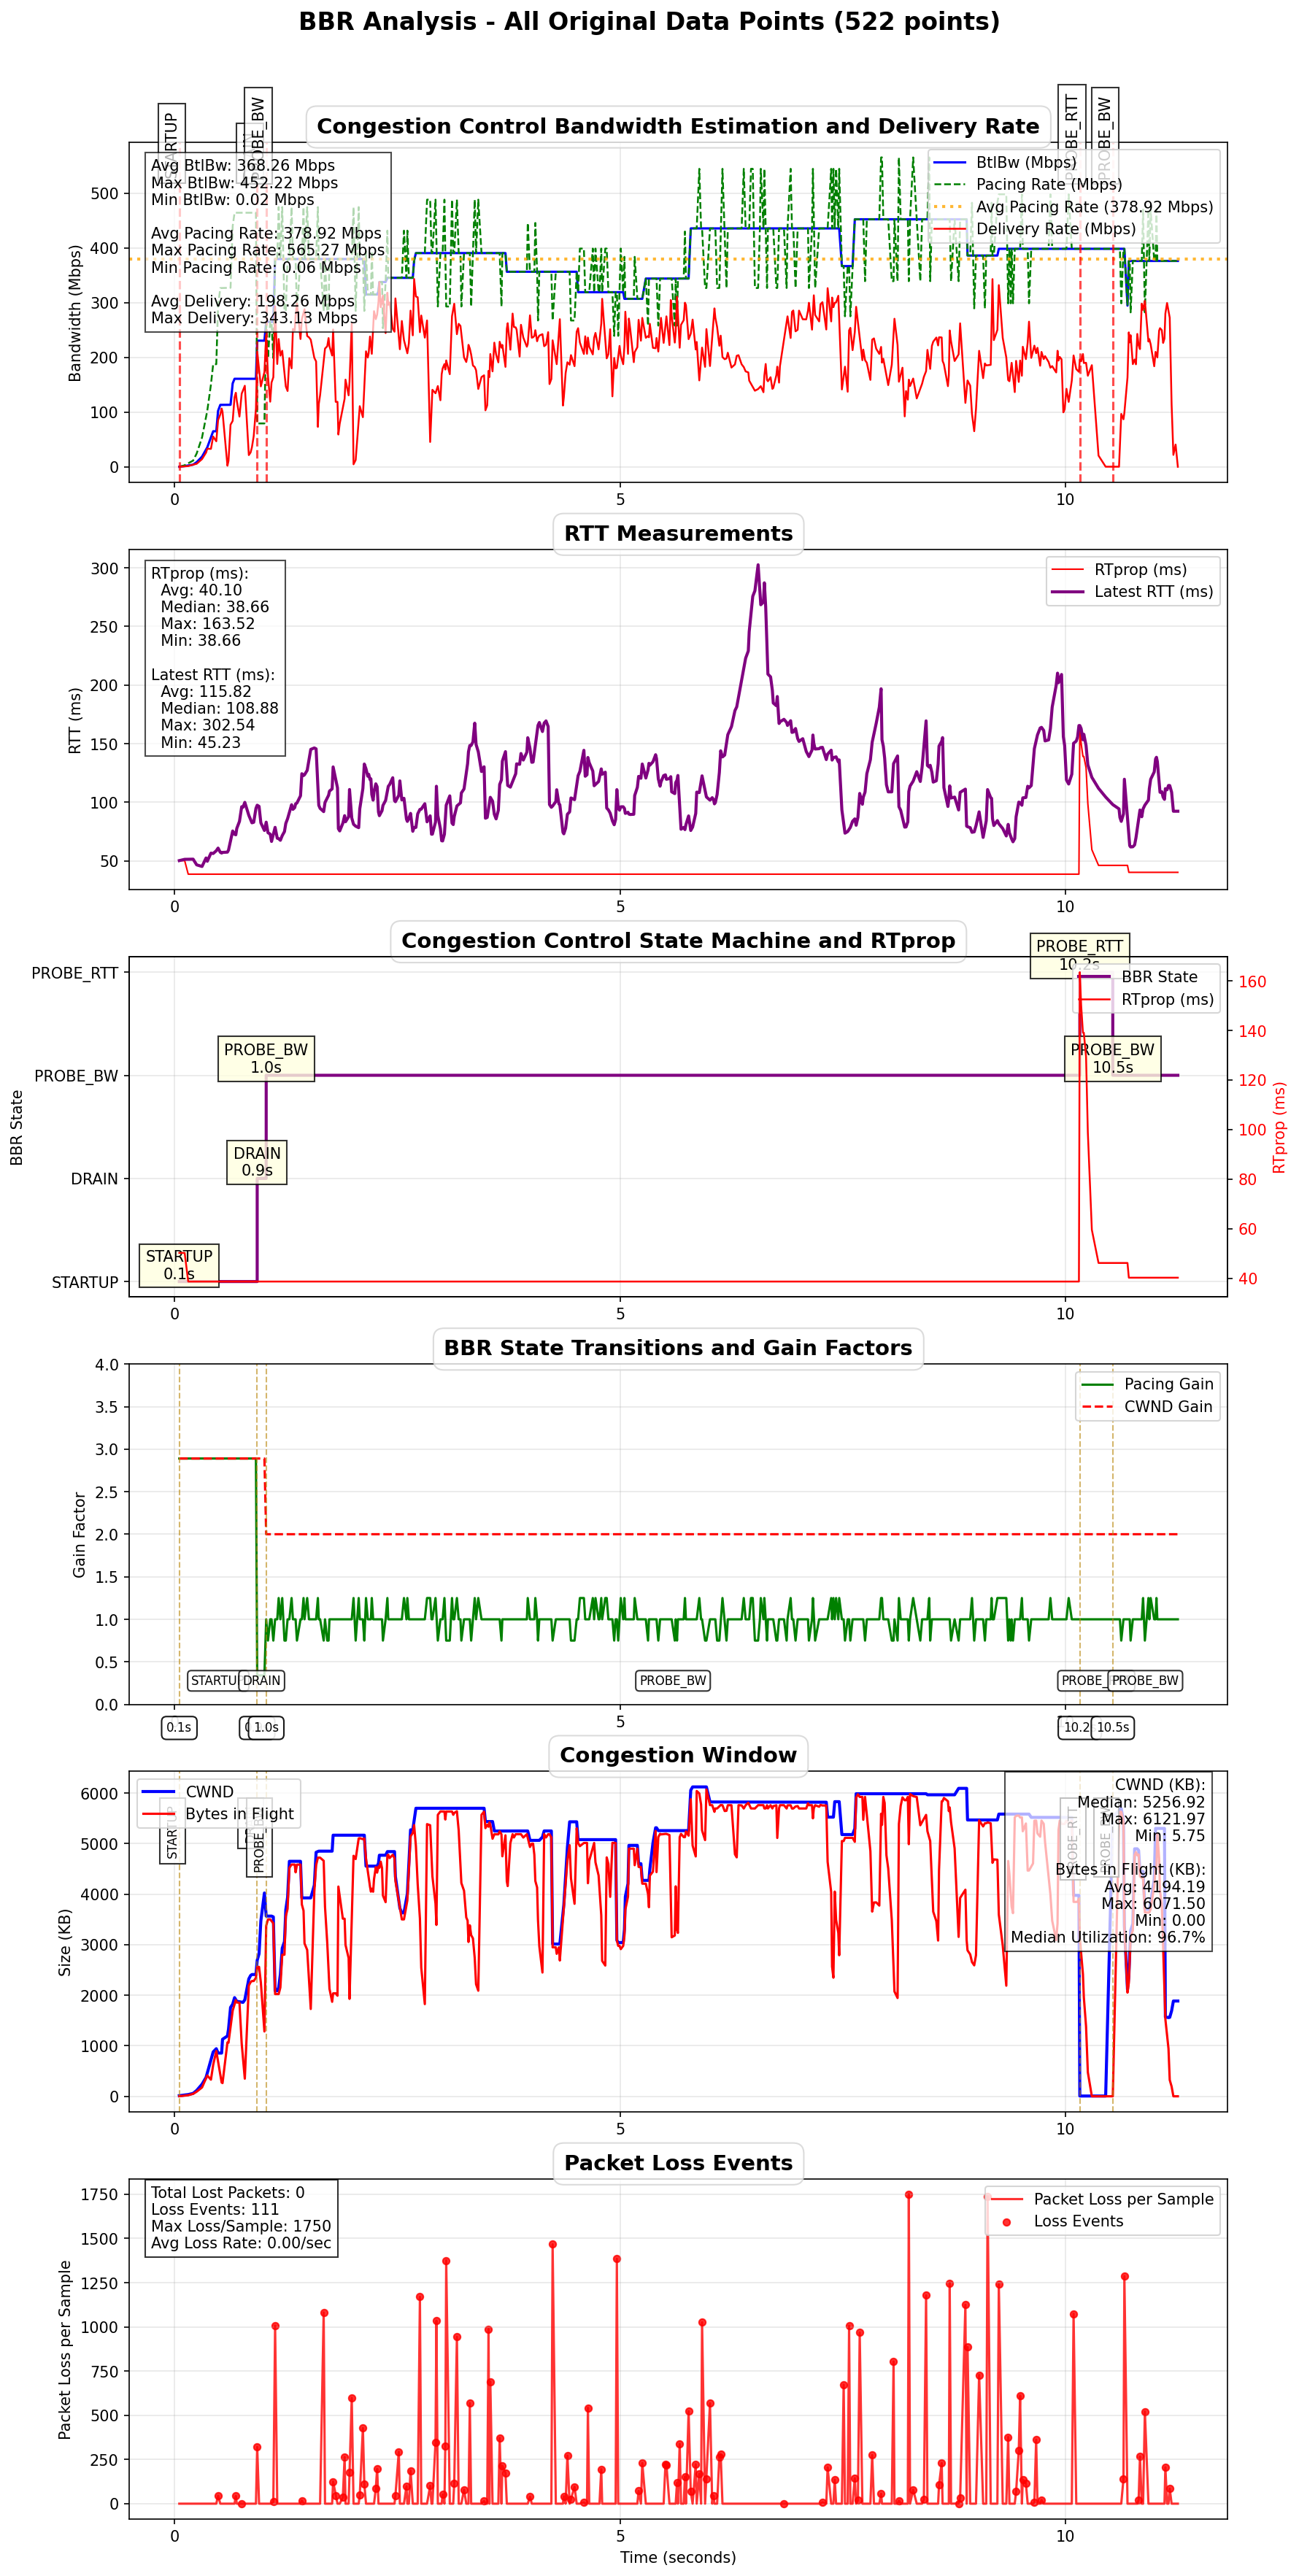 BBR Analysis - All Original Data Points (522 points)
STARTUP
PROBE_BW
PROBE_RTT
PROBE_BW
Congestion Control Bandwidth Estimation and Delivery Rate
Avg BtlBw: 368.26 Mbps
Max BtlBw: 452.22 Mbps
Min BtlBw: 0.02 Mbps
Avg Pacing Rate: 378.92 Mbps
Max Pacing Rate: 565.27 Mbps
Min Pacing Rate: 0.06 Mbps
Avg Delivery: 198.26 Mbps
Max Delivery: 343.13 Mbps
BtlBw (Mbps)
Pacing Rate (Mbps)
Avg Pacing Rate (378.92 Mbps)
Delivery Rate (Mbps)
Bandwidth (Mbps)
500
400
300
200
100
0
0 5 10
RTT Measurements
RTprop (ms):
Avg: 40.10
Median: 38.66
Max: 163.52
Min: 38.66
Latest RTT (ms):
Avg: 115.82
Median: 108.88
Max: 302.54
Min: 45.23
RTprop (ms)
Latest RTT (ms)
RTT (ms)
300
250
200
150
100
50
0 5 10
Congestion Control State Machine and RTprop
PROBE_RTT
10.2s
BBR State
RTprop (ms)
PROBE_BW
1.0s
PROBE_BW
10.5s
DRAIN
0.9s
STARTUP
0.1s
BBR State
PROBE_RTT
PROBE_BW
DRAIN
STARTUP
RTprop (ms)
160
140
120
100
80
60
40
0 5 10
BBR State Transitions and Gain Factors
Pacing Gain
CWND Gain
Gain Factor
4.0
3.5
3.0
2.5
2.0
1.5
1.0
0.5
0.0
DRAIN
PROBE_BW
PROBE_BW
0.1s
1.0s
5
10.5s
Congestion Window
CWND
Bytes in Flight
STARTUP
PROBE_BW
PROBE_RTT
CWND (KB):
Median: 5256.92
Max: 6121.97
Min: 5.75
Bytes in Flight (KB):
Avg: 4194.19
Max: 6071.50
Min: 0.00
Median Utilization: 96.7%
Size (KB)
6000
5000
4000
3000
2000
1000
0
0 5 10
Packet Loss Events
Total Lost Packets: 0
Loss Events: 111
Max Loss/Sample: 1750
Avg Loss Rate: 0.00/sec
Packet Loss per Sample
Loss Events
Packet Loss per Sample
1750
1500
1250
1000
750
500
250
0
0 5 10
Time (seconds)